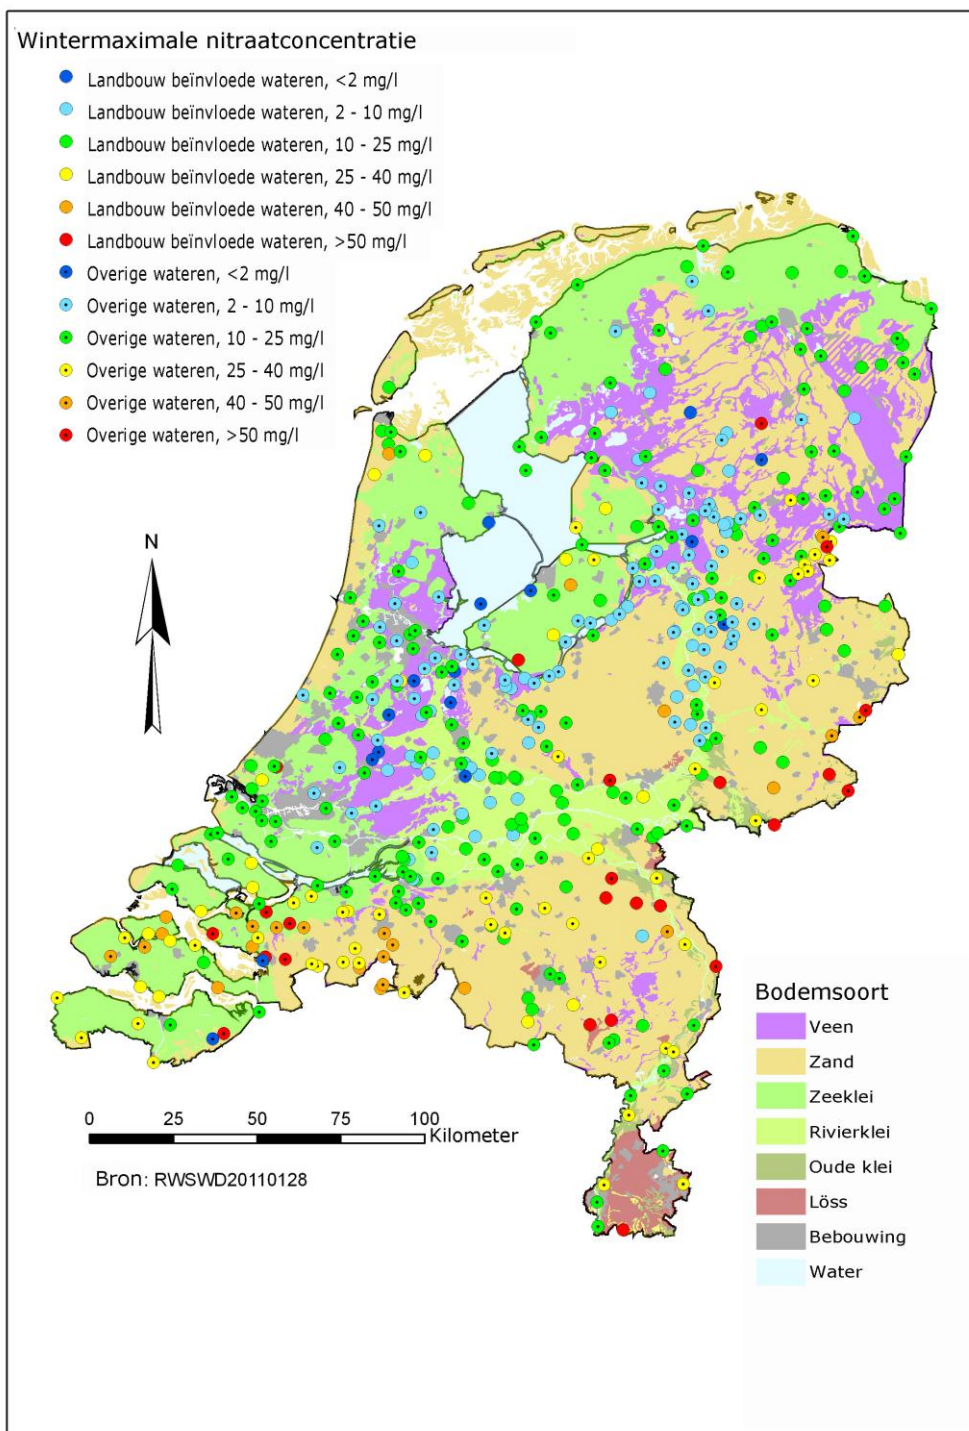 Wintermaximale nitraatconcentratie
Landbouw beïnvloede wateren, <2 mg/l
Landbouw beïnvloede wateren, 2 - 10 mg/l
Landbouw beïnvloede wateren, 10 - 25 mg/l
Landbouw beïnvloede wateren, 25 - 40 mg/l
Landbouw beïnvloede wateren, 40 - 50 mg/l
Landbouw beïnvloede wateren, >50 mg/l
Overige wateren, <2 mg/l
Overige wateren, 2 - 10 mg/l
Overige wateren, 10 - 25 mg/l
Overige wateren, 25 - 40 mg/l
Overige wateren, 40 - 50 mg/l
Overige wateren, >50 mg/l
N
Bodemsoort
Veen
Zand
Zeeklei
Rivierklei
Oude klei
Löss
Bebouwing
Water
0 25 50 75 100
Kilometer
Bron: RWSWD20110128